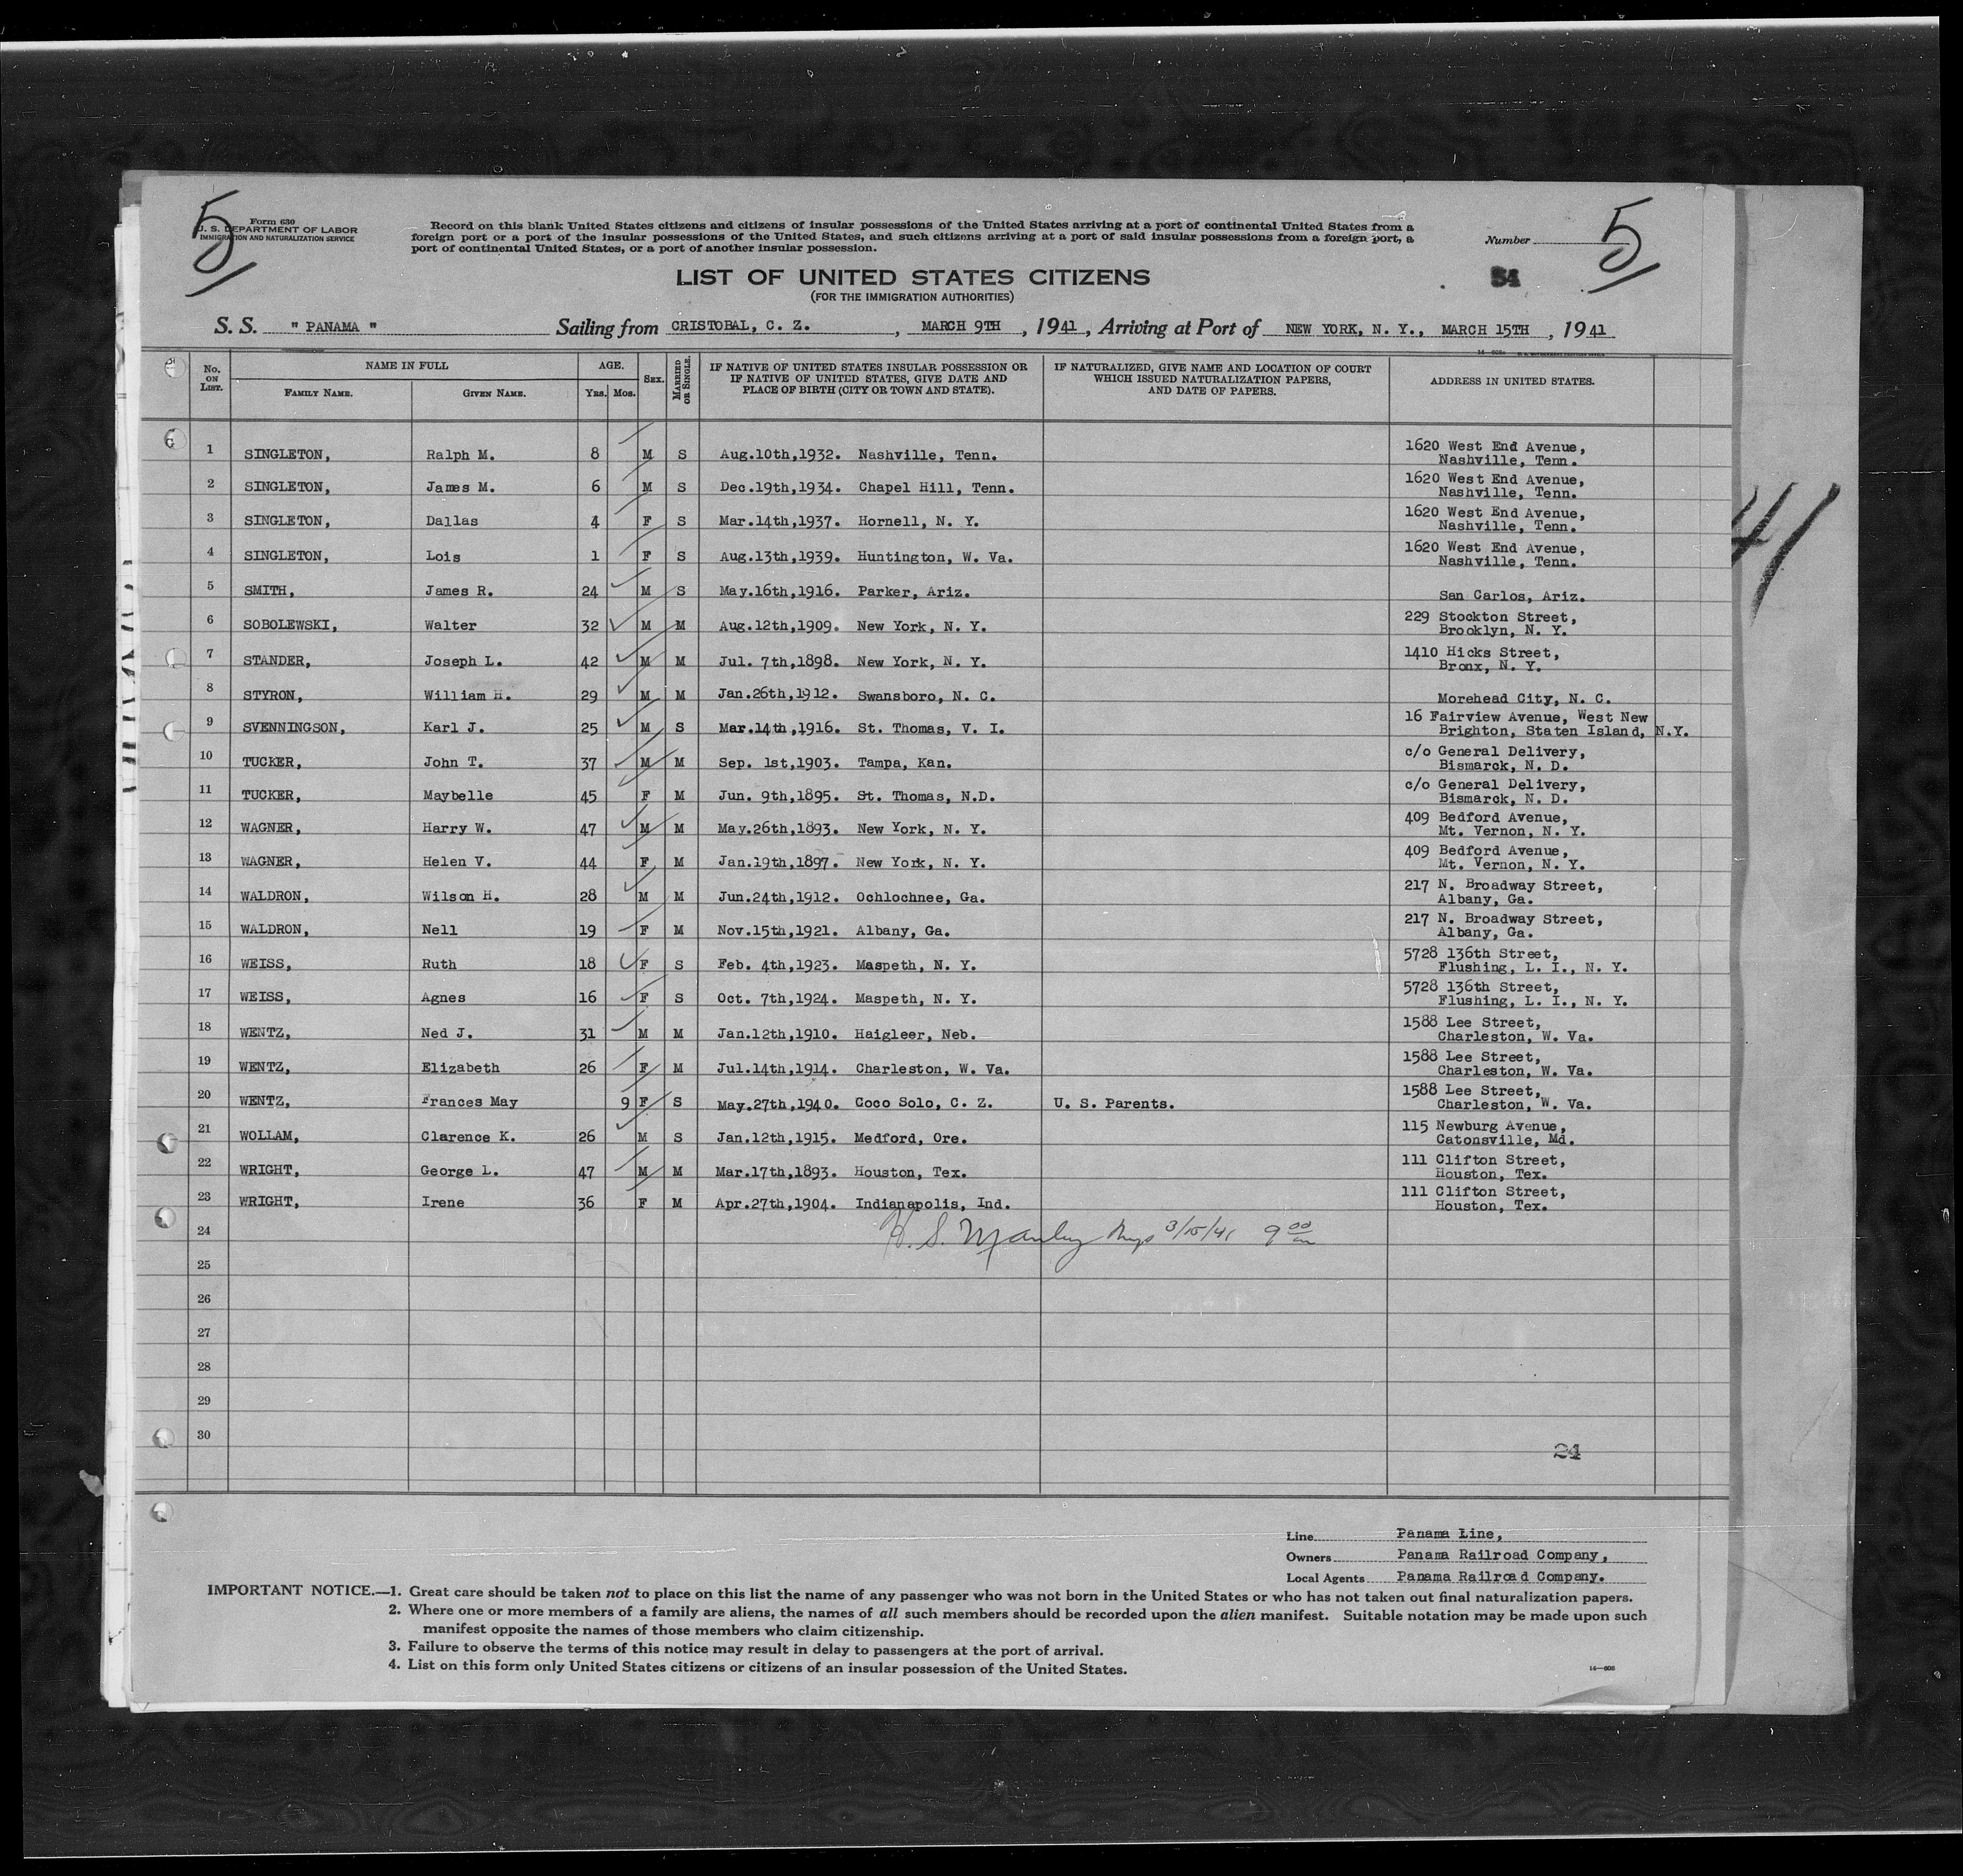 5
Form 630
U. S. DEPARTMENT OF LABOR
IMMIGRATION AND NATURALIZATION SERVICE
Record on this blank United States citizens and citizens of insular possessions of the United States arriving at a port of continental United States from a
foreign port or a port of the insular possessions of the United States, and such citizens arriving at a port of said insular possessions from a foreign port, a
port of continental United States, or a port of another insular possession.
Number
5
LIST OF UNITED STATES CITIZENS
(FOR THE IMMIGRATION AUTHORITIES)
54
S. S. " PANAMA " Sailing from CRISTOBAL, C. Z. , MARCH 9TH , 1941 , Arriving at Port of NEW YORK, N. Y., MARCH 15TH , 1941
No. ON LIST. NAME IN FULL FAMILY NAME. GIVEN NAME. AGE. YRS. MOS. SEX. MARRIED OR SINGLE. IF NATIVE OF UNITED STATES INSULAR POSSESSION OR IF NATIVE OF UNITED STATES, GIVE DATE AND PLACE OF BIRTH (CITY OR TOWN AND STATE). IF NATURALIZED, GIVE NAME AND LOCATION OF COURT WHICH ISSUED NATURALIZATION PAPERS, AND DATE OF PAPERS. ADDRESS IN UNITED STATES.
1 SINGLETON, Ralph M. 8 M S Aug.10th,1932. Nashville, Tenn. 1620 West End Avenue, Nashville, Tenn.
2 SINGLETON, James M. 6 M S Dec.19th,1934. Chapel Hill, Tenn. 1620 West End Avenue, Nashville, Tenn.
3 SINGLETON, Dallas 4 F S Mar.14th,1937. Hornell, N. Y. 1620 West End Avenue, Nashville, Tenn.
4 SINGLETON, Lois 1 F S Aug.13th,1939. Huntington, W. Va. 1620 West End Avenue, Nashville, Tenn.
5 SMITH, James R. 24 M S May.16th,1916. Parker, Ariz. San Carlos, Ariz.
6 SOBOLEWSKI, Walter 32 M M Aug.12th,1909. New York, N. Y. 229 Stockton Street, Brooklyn, N. Y.
7 STANDER, Joseph L. 42 M M Jul. 7th,1898. New York, N. Y. 1410 Hicks Street, Bronx, N. Y.
8 STYRON, William H. 29 M M Jan.26th,1912. Swansboro, N. C. Morehead City, N. C.
9 SVENNINGSON, Karl J. 25 M S Mar.14th,1916. St. Thomas, V. I. 16 Fairview Avenue, West New Brighton, Staten Island, N.Y.
10 TUCKER, John T. 37 M M Sep. 1st,1903. Tampa, Kan. c/o General Delivery, Bismarck, N. D.
11 TUCKER, Maybelle 45 F M Jun. 9th,1895. St. Thomas, N.D. c/o General Delivery, Bismarck, N. D.
12 WAGNER, Harry W. 47 M M May.26th,1893. New York, N. Y. 409 Bedford Avenue, Mt. Vernon, N. Y.
13 WAGNER, Helen V. 44 F M Jan.19th,1897. New York, N. Y. 409 Bedford Avenue, Mt. Vernon, N. Y.
14 WALDRON, Wilson H. 28 M M Jun.24th,1912. Ochlochnee, Ga. 217 N. Broadway Street, Albany, Ga.
15 WALDRON, Nell 19 F M Nov.15th,1921. Albany, Ga. 217 N. Broadway Street, Albany, Ga.
16 WEISS, Ruth 18 F S Feb. 4th,1923. Maspeth, N. Y. 5728 136th Street, Flushing, L. I., N. Y.
17 WEISS, Agnes 16 F S Oct. 7th,1924. Maspeth, N. Y. 5728 136th Street, Flushing, L. I., N. Y.
18 WENTZ, Ned J. 31 M M Jan.12th,1910. Haigleer, Neb. 1588 Lee Street, Charleston, W. Va.
19 WENTZ, Elizabeth 26 F M Jul.14th,1914. Charleston, W. Va. 1588 Lee Street, Charleston, W. Va.
20 WENTZ, Frances May 9 F S May.27th,1940. Coco Solo, C. Z. U. S. Parents. 1588 Lee Street, Charleston, W. Va.
21 WOLLAM, Clarence K. 26 M S Jan.12th,1915. Medford, Ore. 115 Newburg Avenue, Catonsville, Md.
22 WRIGHT, George L. 47 M M Mar.17th,1893. Houston, Tex. 111 Clifton Street, Houston, Tex.
23 WRIGHT, Irene 36 F M Apr.27th,1904. Indianapolis, Ind. 111 Clifton Street, Houston, Tex.
24 H. S. Manley 3/15/41 9 00
25
26
27
28
29
30
24
41
Line Panama Line,
Owners Panama Railroad Company,
Local Agents Panama Railroad Company.
IMPORTANT NOTICE.—1. Great care should be taken not to place on this list the name of any passenger who was not born in the United States or who has not taken out final naturalization papers.
2. Where one or more members of a family are aliens, the names of all such members should be recorded upon the alien manifest. Suitable notation may be made upon such
manifest opposite the names of those members who claim citizenship.
3. Failure to observe the terms of this notice may result in delay to passengers at the port of arrival.
4. List on this form only United States citizens or citizens of an insular possession of the United States.